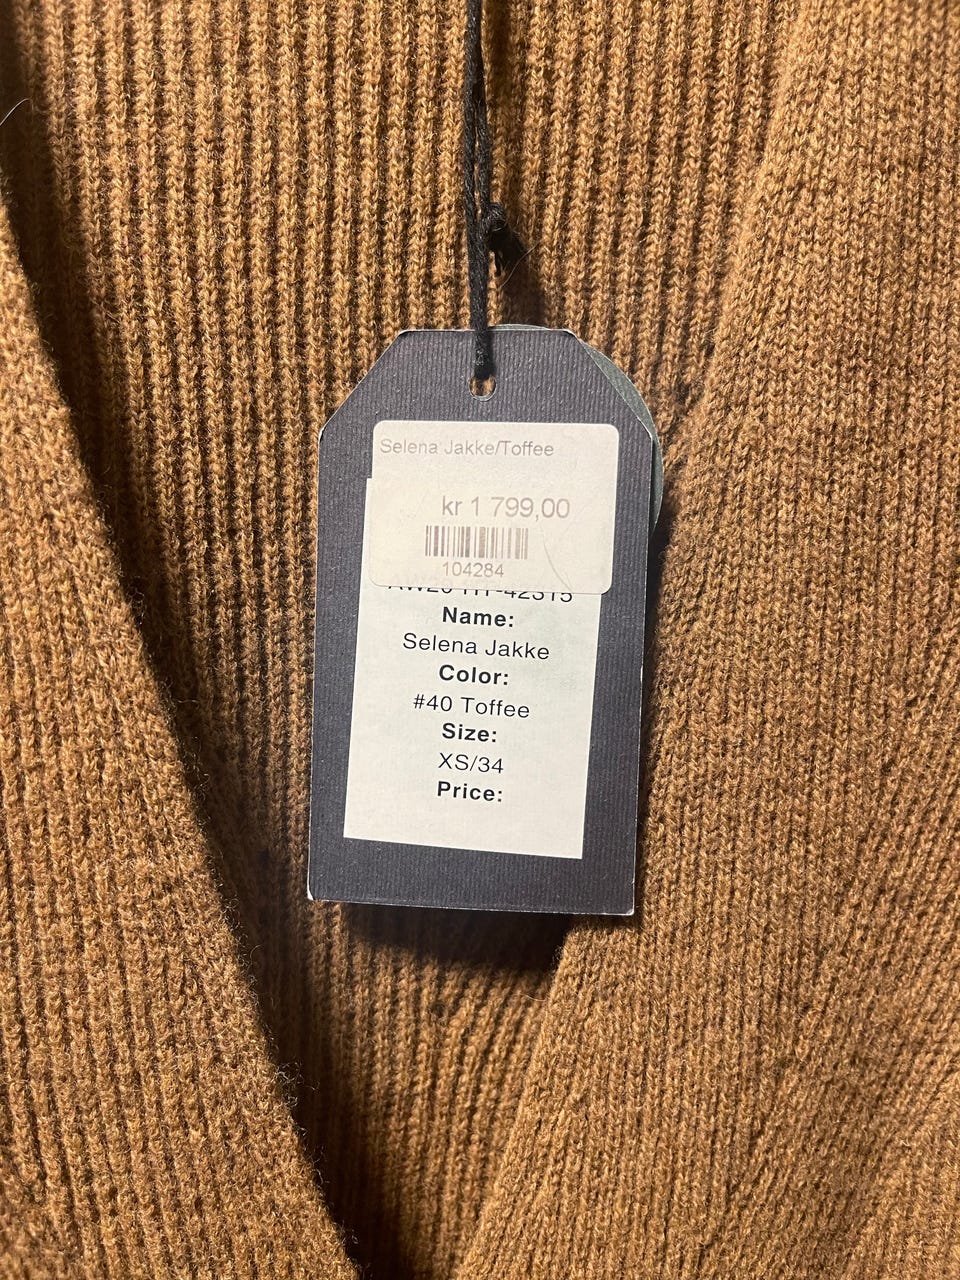 Selena Jakke/Toffee
kr 1 799,00
104284
Name:
Selena Jakke
Color:
#40 Toffee
Size:
XS/34
Price: